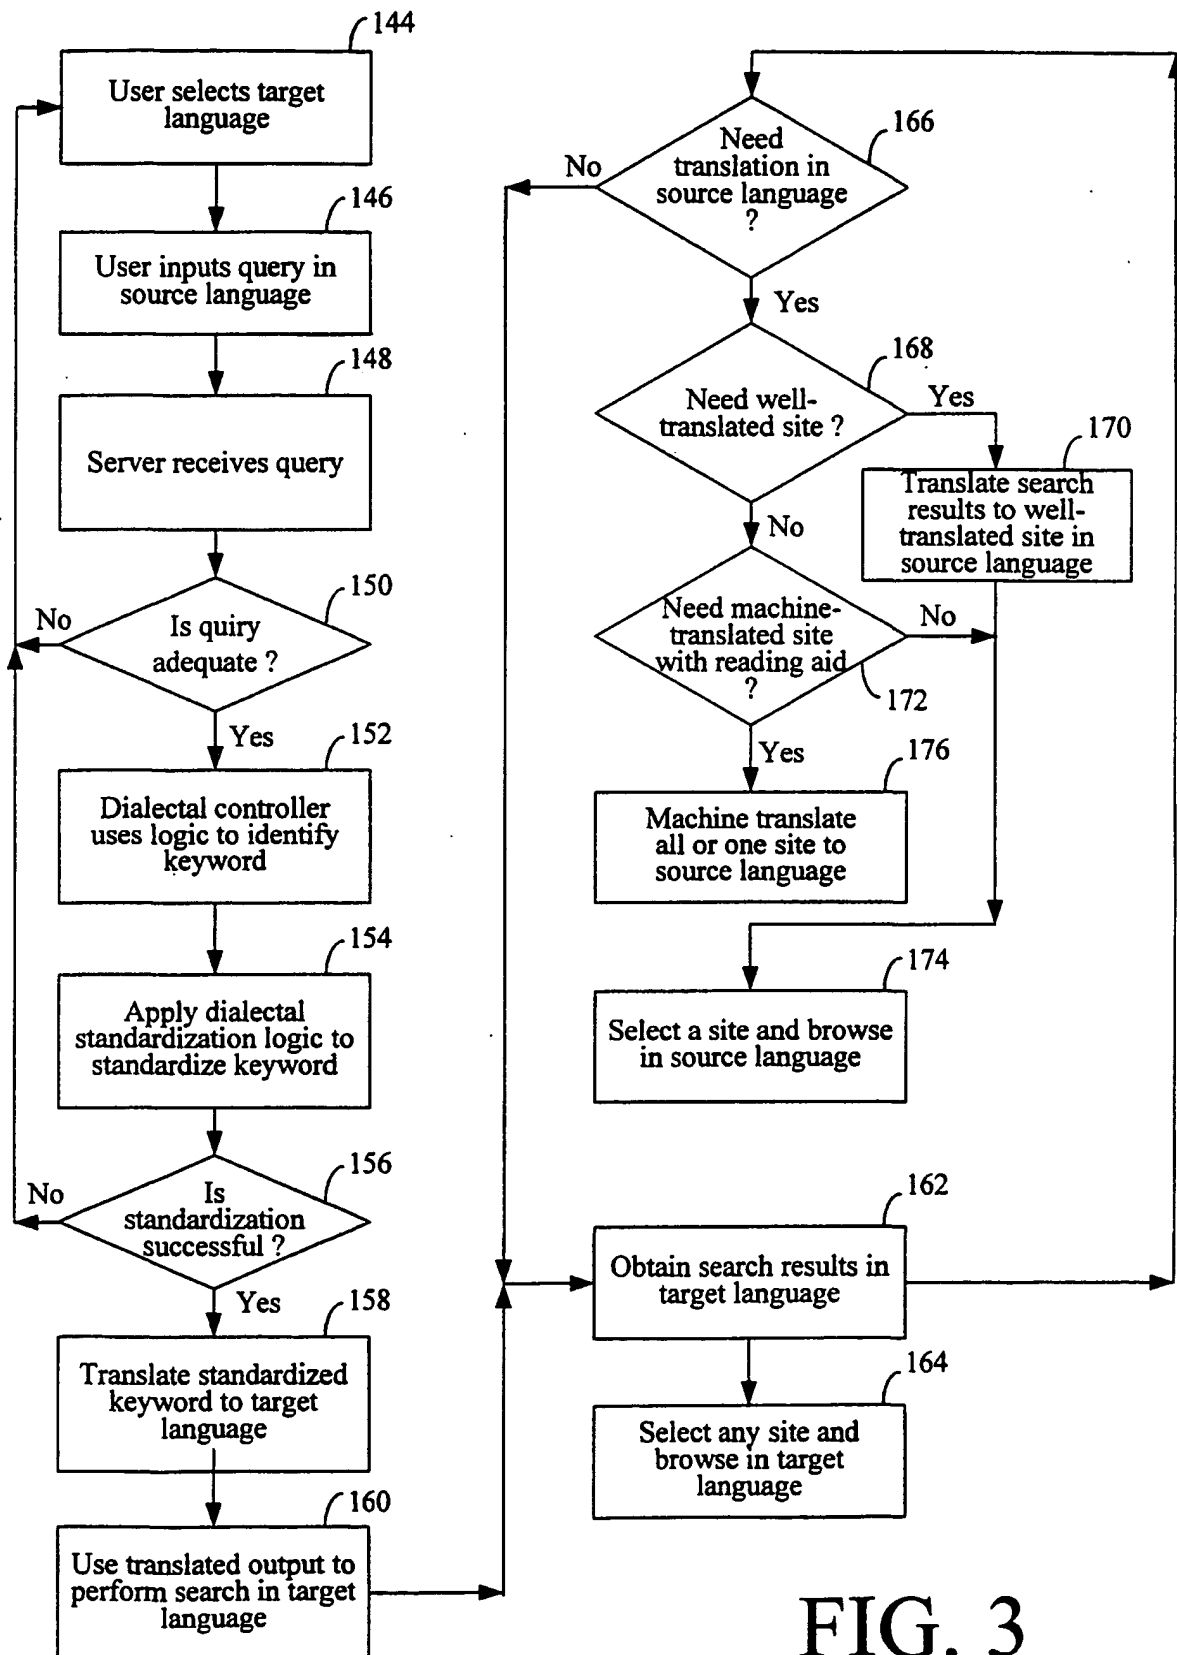 144
User selects target
language
146
User inputs query in
source language
148
Server receives query
150
No
Is quiry
adequate ?
Yes
152
Dialectal controller
uses logic to identify
keyword
154
Apply dialectal
standardization logic to
standardize keyword
156
No
Is
standardization
successful ?
Yes
158
Translate standardized
keyword to target
language
160
Use translated output to
perform search in target
language
166
No
Need
translation in
source language
?
Yes
168
Need well-
translated site ?
Yes
170
Translate search
results to well-
translated site in
source language
No
Need machine-
translated site
with reading aid
?
No
172
Yes
176
Machine translate
all or one site to
source language
174
Select a site and browse
in source language
162
Obtain search results in
target language
164
Select any site and
browse in target
language
FIG. 3